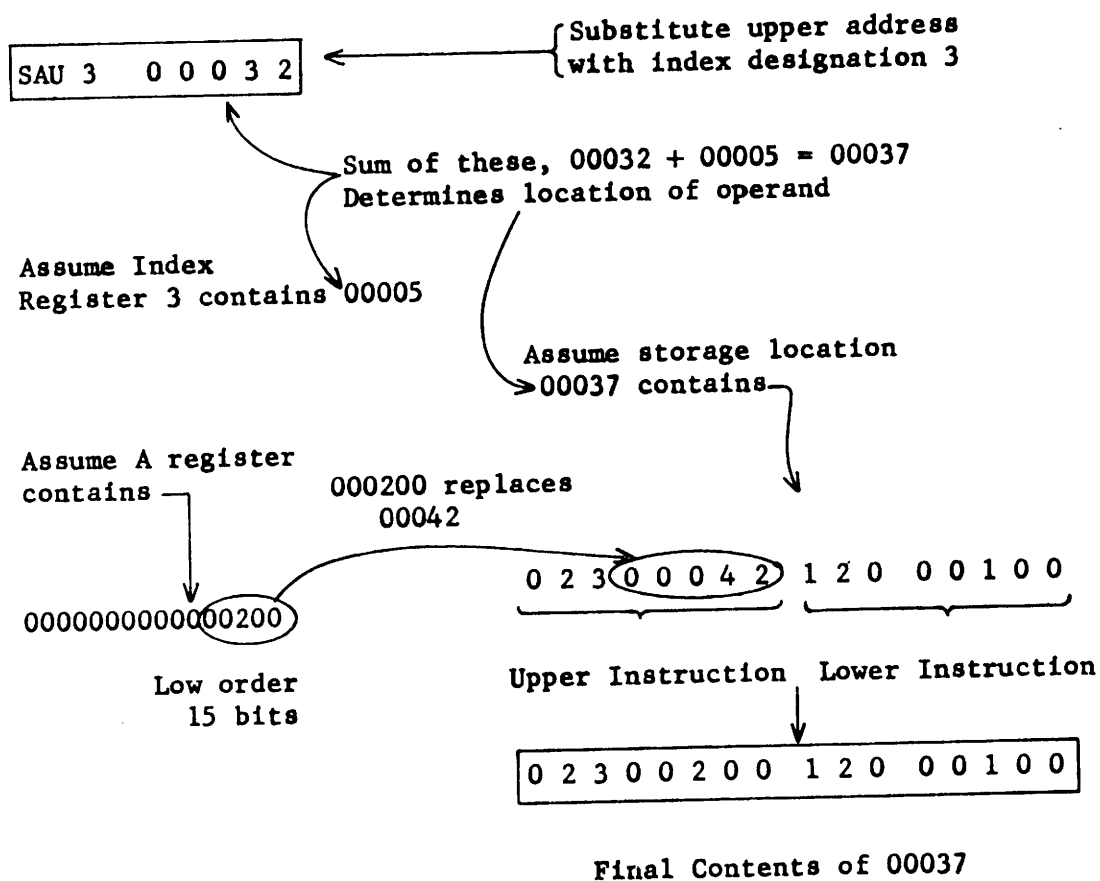 SAU 3 0 0 0 3 2
Substitute upper address
with index designation 3
Sum of these, 00032 + 00005 = 00037
Determines location of operand
Assume Index
Register 3 contains 00005
Assume storage location
00037 contains
Assume A register
contains
000200 replaces
00042
0 2 3 0 0 0 4 2 1 2 0 0 0 1 0 0
0000000000000200
Low order
15 bits
Upper Instruction Lower Instruction
0 2 3 0 0 2 0 0 1 2 0 0 0 1 0 0
Final Contents of 00037